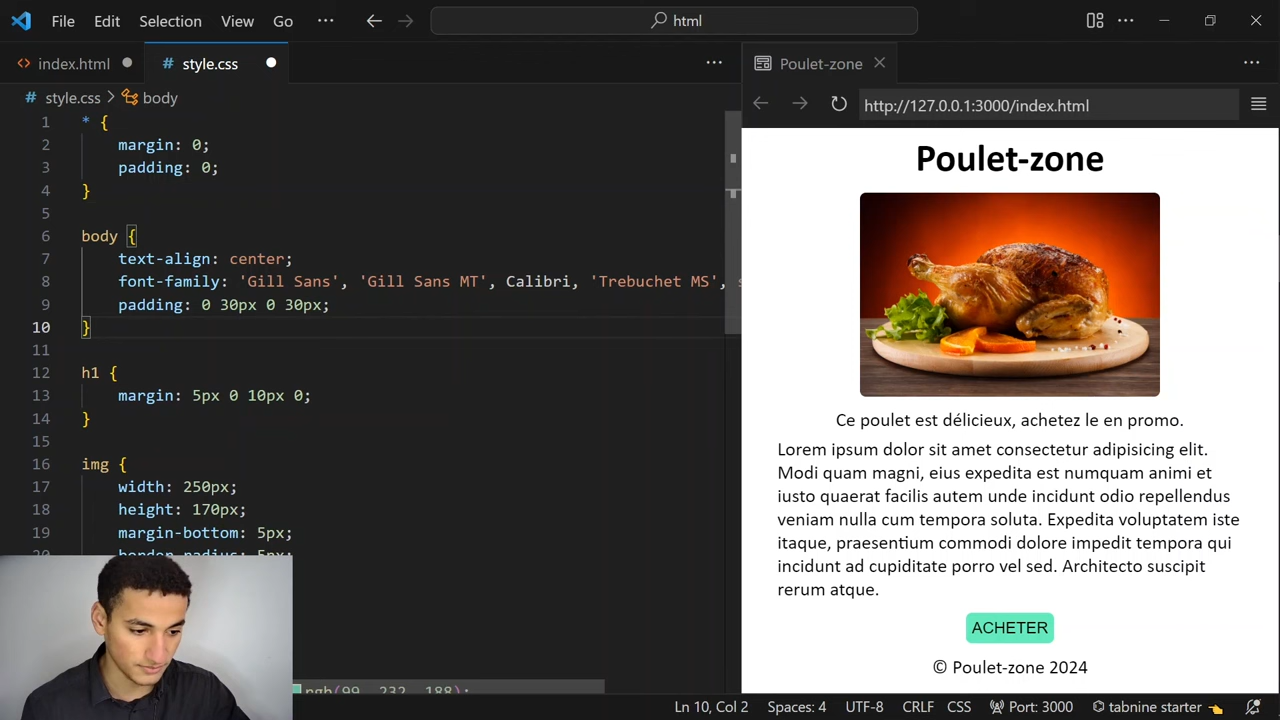 File Edit Selection View Go ··· html
index.html style.css
style.css > body
1 * {
2 margin: 0;
3 padding: 0;
4 }
5
6 body {
7 text-align: center;
8 font-family: 'Gill Sans', 'Gill Sans MT', Calibri, 'Trebuchet MS',
9 padding: 0 30px 0 30px;
10 }
11
12 h1 {
13 margin: 5px 0 10px 0;
14 }
15
16 img {
17 width: 250px;
18 height: 170px;
19 margin-bottom: 5px;
20 border-radius: 5px;
rgb(99, 232, 188);
Poulet-zone
http://127.0.0.1:3000/index.html
Poulet-zone
Ce poulet est délicieux, achetez le en promo.
Lorem ipsum dolor sit amet consectetur adipisicing elit.
Modi quam magni, eius expedita est numquam animi et
iusto quaerat facilis autem unde incidunt odio repellendus
veniam nulla cum tempora soluta. Expedita voluptatem iste
itaque, praesentium commodi dolore impedit tempora qui
incidunt ad cupiditate porro vel sed. Architecto suscipit
rerum atque.
ACHETER
© Poulet-zone 2024
Ln 10, Col 2 Spaces: 4 UTF-8 CRLF CSS Port: 3000 tabnine starter